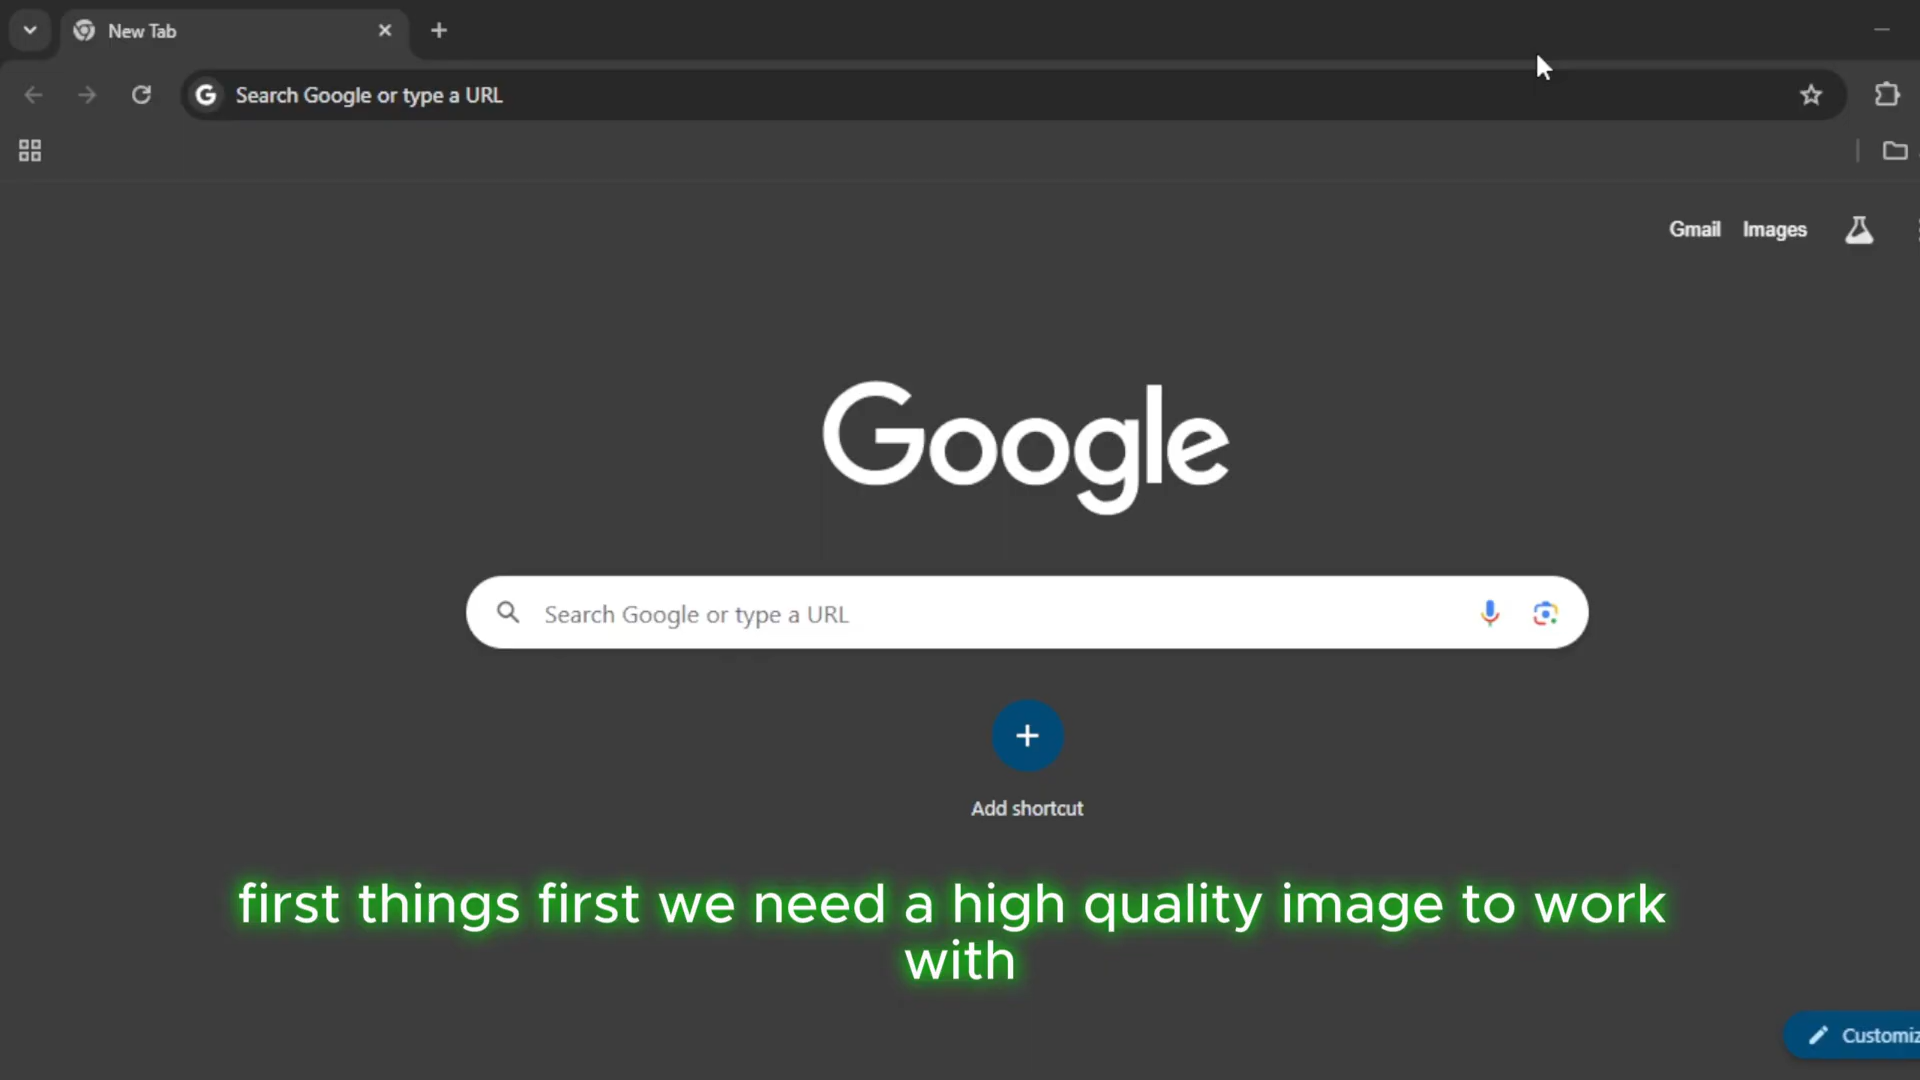 New Tab
Search Google or type a URL
Gmail Images
Google
Search Google or type a URL
Add shortcut
first things first we need a high quality image to work
with
Customiz